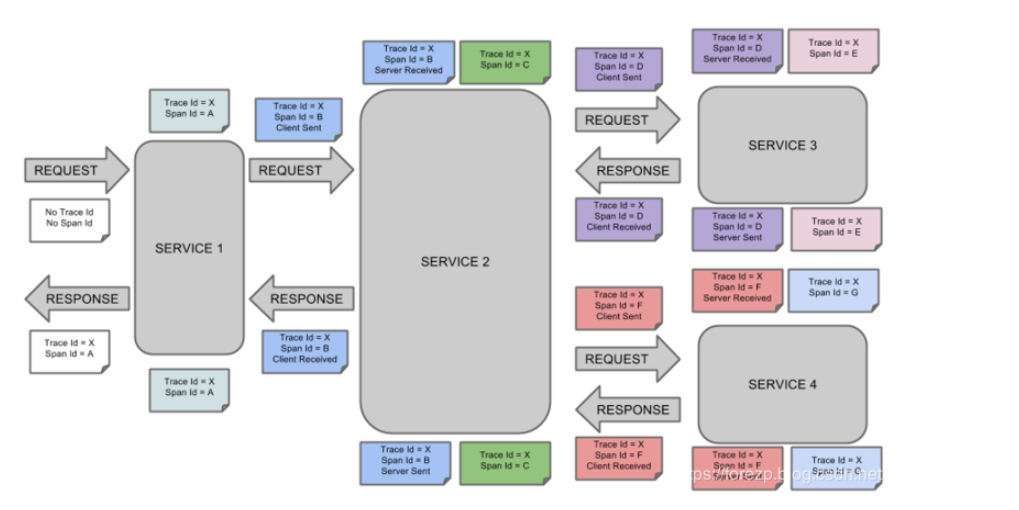 Trace Id = X
Span Id = A
Trace Id = X
Span Id = B
Client Sent
REQUEST
No Trace Id
No Span Id
SERVICE 1
REQUEST
RESPONSE
Trace Id = X
Span Id = A
Trace Id = X
Span Id = A
RESPONSE
Trace Id = X
Span Id = B
Client Received
Trace Id = X
Span Id = B
Server Received
Trace Id = X
Span Id = C
SERVICE 2
Trace Id = X
Span Id = B
Server Sent
Trace Id = X
Span Id = C
Trace Id = X
Span Id = D
Client Sent
REQUEST
RESPONSE
Trace Id = X
Span Id = D
Client Received
Trace Id = X
Span Id = D
Server Received
Trace Id = X
Span Id = E
SERVICE 3
Trace Id = X
Span Id = D
Server Sent
Trace Id = X
Span Id = E
Trace Id = X
Span Id = F
Client Sent
REQUEST
RESPONSE
Trace Id = X
Span Id = F
Client Received
Trace Id = X
Span Id = F
Server Received
Trace Id = X
Span Id = G
SERVICE 4
Trace Id = X
Span Id = F
Server Sent
Trace Id = X
Span Id = G
ps://forezp.blog.csdn.net